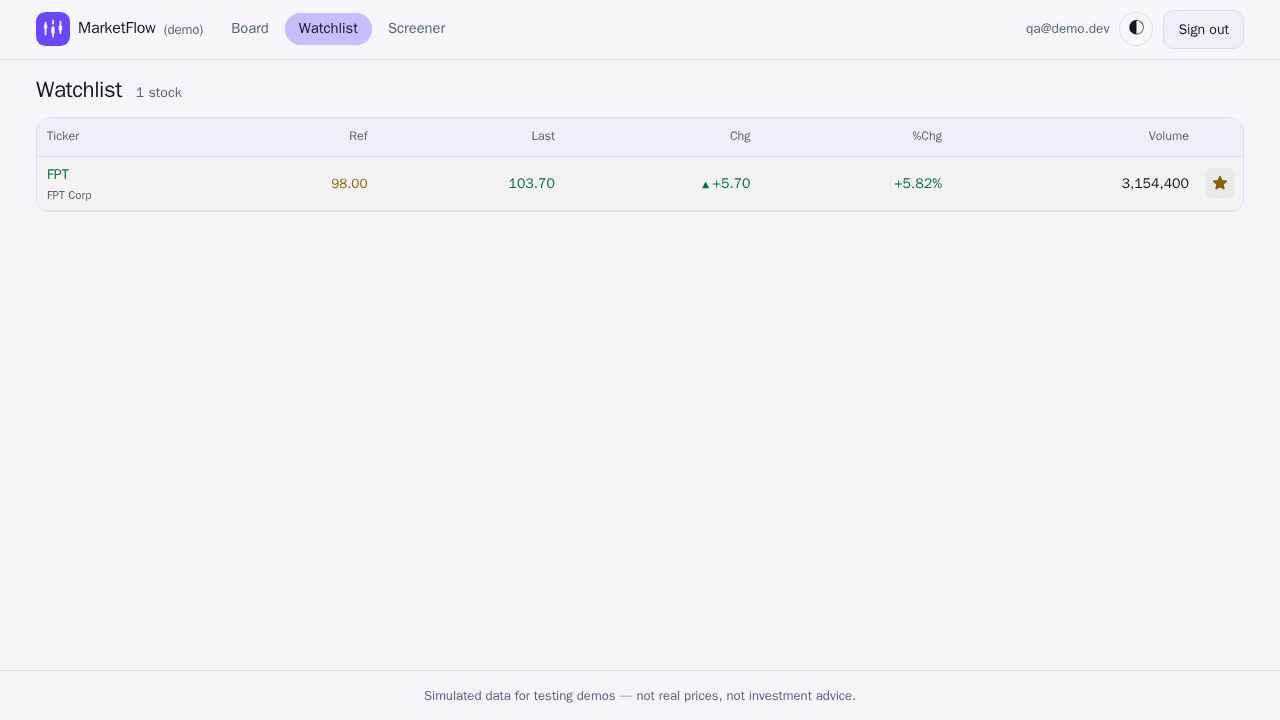 MarketFlow (demo) Board Watchlist Screener qa@demo.dev Sign out
Watchlist 1 stock
Ticker Ref Last Chg %Chg Volume
FPT 98.00 103.70 ▲+5.70 +5.82% 3,154,400 ★
FPT Corp
Simulated data for testing demos — not real prices, not investment advice.